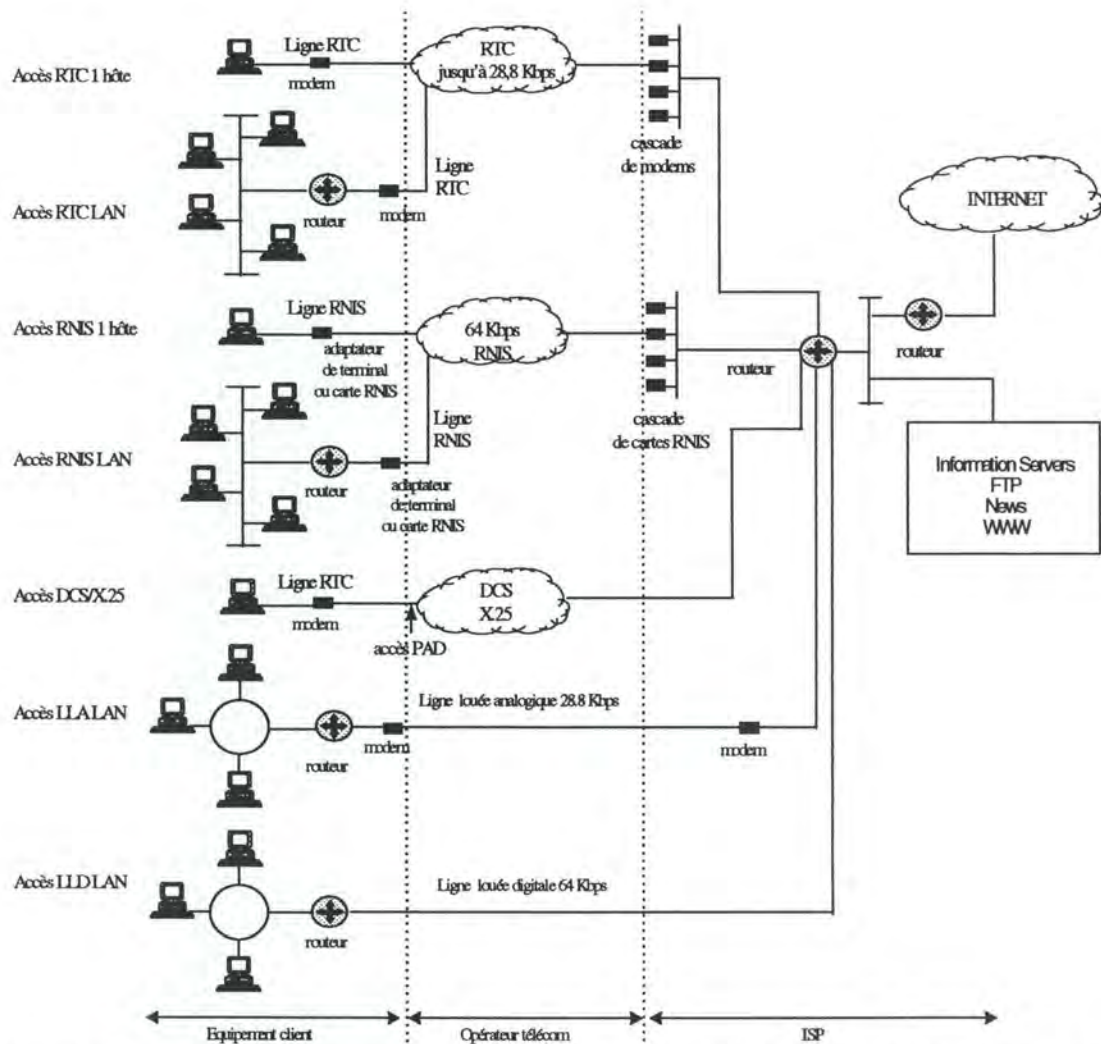 Accès RTC 1 hôte
Ligne RTC
modem
RTC
jusqu'à 28,8 Kbps
cascade
de modems
Accès RTC LAN
routeur
modem
Ligne
RTC
INTERNET
Accès RNIS 1 hôte
Ligne RNIS
adaptateur
de terminal
ou carte RNIS
64 Kbps
RNIS
cascade
de cartes RNIS
routeur
routeur
Accès RNIS LAN
routeur
Ligne
RNIS
adaptateur
de terminal
ou carte RNIS
Information Servers
FTP
News
WWW
Accès DCS/X.25
Ligne RTC
modem
accès PAD
DCS
X.25
Accès LLA LAN
routeur
modem
Ligne louée analogique 28.8 Kbps
modem
Accès LLD LAN
routeur
Ligne louée digitale 64 Kbps
Equipement client
Opérateur télécom
ISP